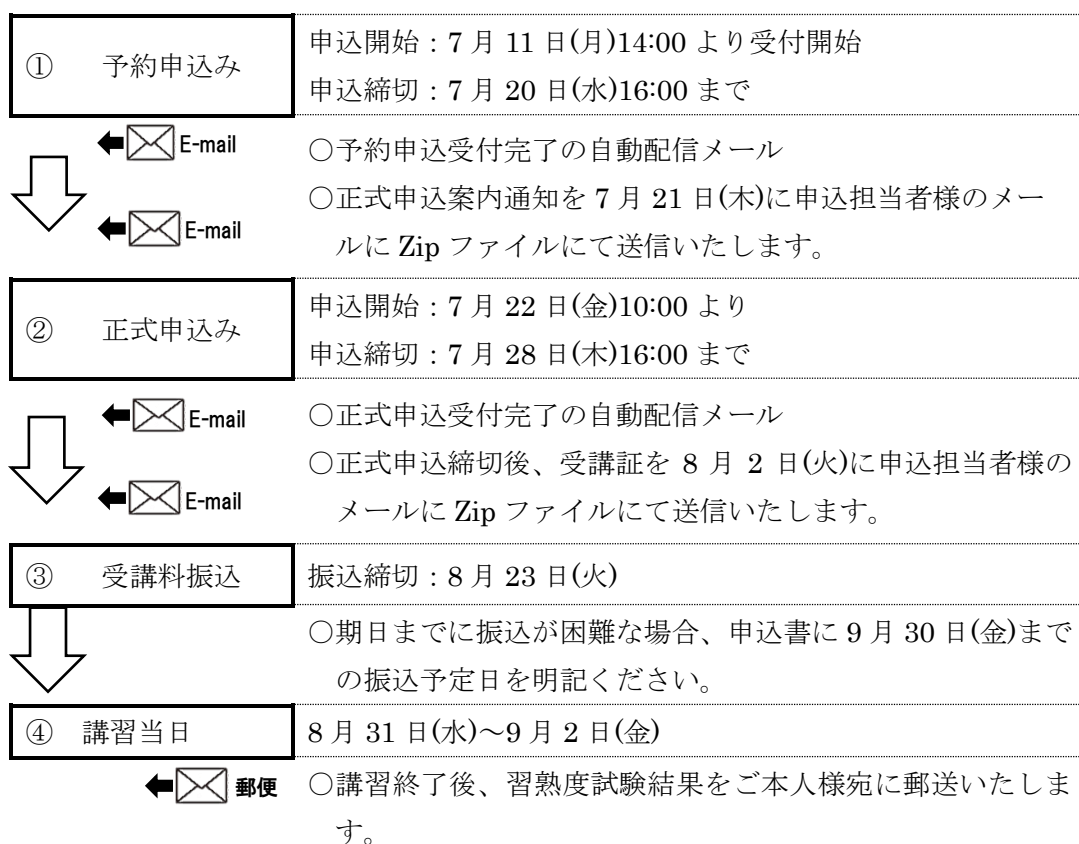 ① 予約申込み
申込開始:7月11日(月)14:00より受付開始
申込締切:7月20日(水)16:00まで
E-mail
○予約申込受付完了の自動配信メール
E-mail
○正式申込案内通知を7月21日(木)に申込担当者様のメー
ルにZipファイルにて送信いたします。
② 正式申込み
申込開始:7月22日(金)10:00より
申込締切:7月28日(木)16:00まで
E-mail
○正式申込受付完了の自動配信メール
E-mail
○正式申込締切後、受講証を8月2日(火)に申込担当者様の
メールにZipファイルにて送信いたします。
③ 受講料振込
振込締切:8月23日(火)
○期日までに振込が困難な場合、申込書に9月30日(金)まで
の振込予定日を明記ください。
④ 講習当日
8月31日(水)～9月2日(金)
郵便
○講習終了後、習熟度試験結果をご本人様宛に郵送いたしま
す。